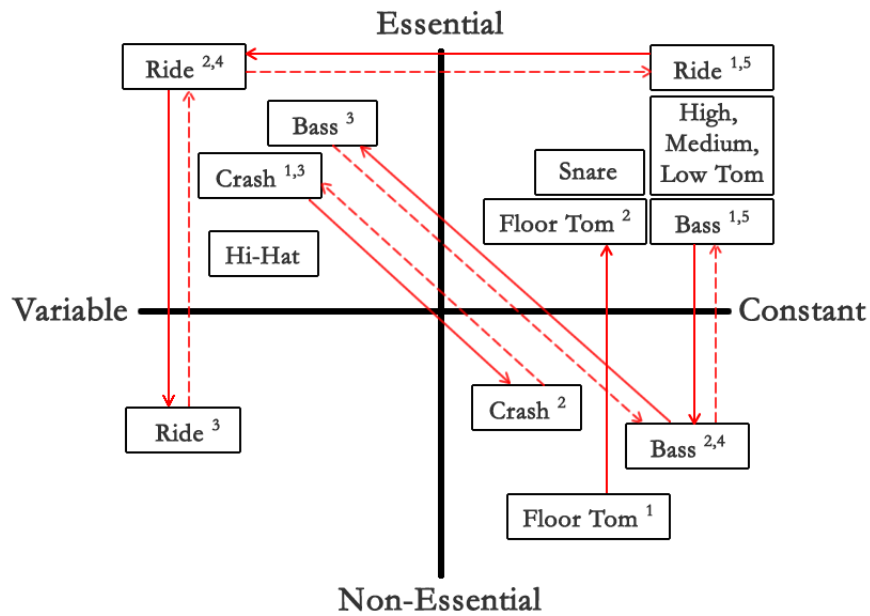 Essential
Ride 2,4
Ride 1,5
High,
Medium,
Low Tom
Bass 3
Crash 1,3
Snare
Floor Tom 2
Bass 1,5
Hi-Hat
Variable
Constant
Crash 2
Ride 3
Bass 2,4
Floor Tom 1
Non-Essential